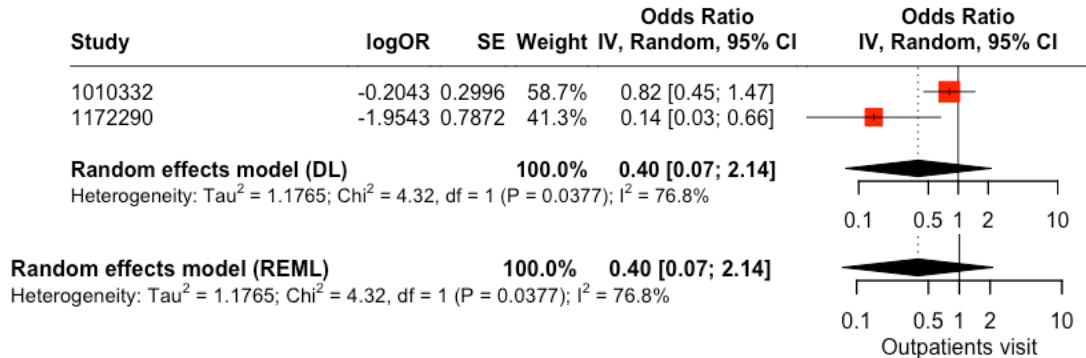 Odds Ratio Odds Ratio
Study logOR SE Weight IV, Random, 95% CI IV, Random, 95% CI
1010332 -0.2043 0.2996 58.7% 0.82 [0.45; 1.47]
1172290 -1.9543 0.7872 41.3% 0.14 [0.03; 0.66]
Random effects model (DL) 100.0% 0.40 [0.07; 2.14]
Heterogeneity: Tau² = 1.1765; Chi² = 4.32, df = 1 (P = 0.0377); I² = 76.8%
0.1 0.5 1 2 10
Random effects model (REML) 100.0% 0.40 [0.07; 2.14]
Heterogeneity: Tau² = 1.1765; Chi² = 4.32, df = 1 (P = 0.0377); I² = 76.8%
0.1 0.5 1 2 10
Outpatients visit